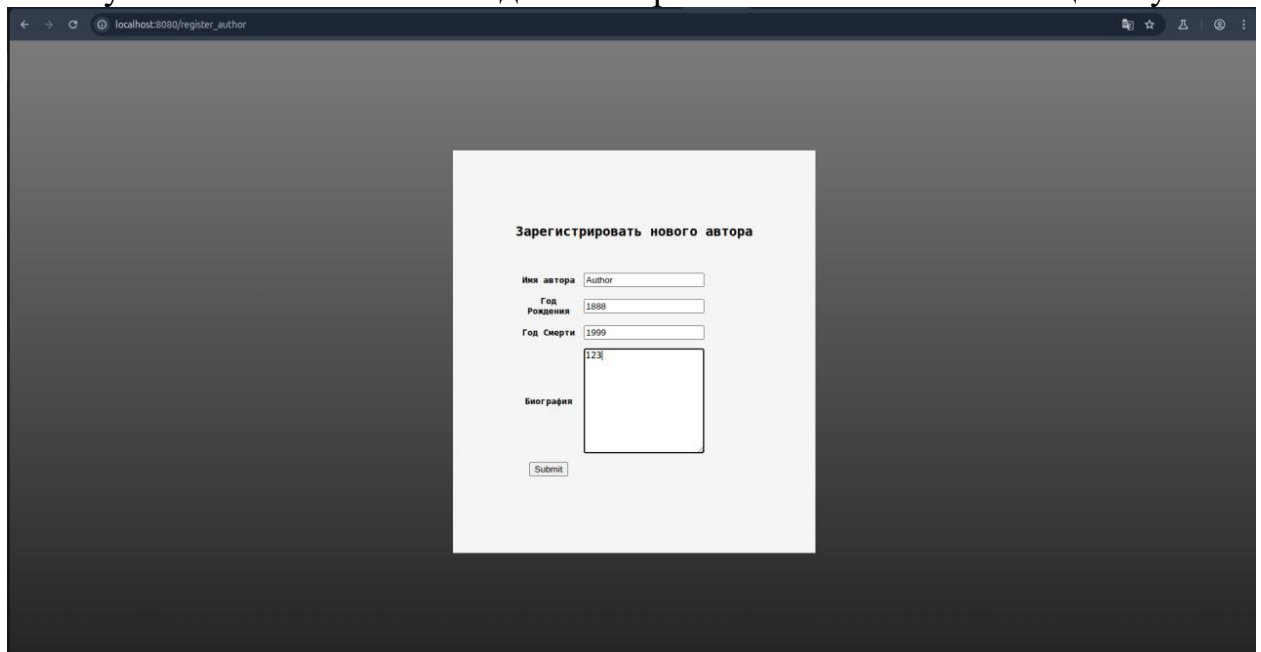 localhost:8080/register_author
Зарегистрировать нового автора
Имя автора Author
Год
Рождения 1888
Год Смерти 1999
Биография 123
Submit